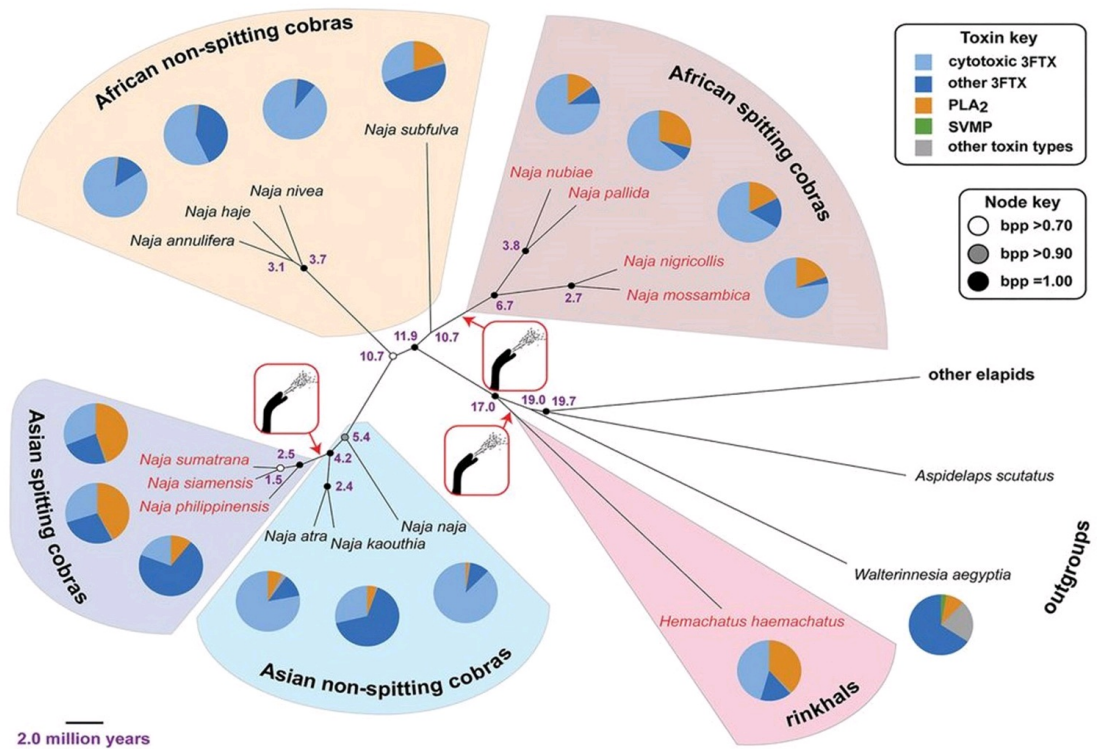 African non-spitting cobras
Naja subfulva
Naja nivea
Naja haje
Naja annulifera
3.1
3.7
African spitting cobras
Naja nubiae
Naja pallida
3.8
Naja nigricollis
Naja mossambica
6.7
2.7
Toxin key
cytotoxic 3FTX
other 3FTX
PLA2
SVMP
other toxin types
Node key
bpp >0.70
bpp >0.90
bpp =1.00
10.7
11.9
10.7
17.0
19.0
19.7
other elapids
Aspidelaps scutatus
Walterinnesia aegyptia
outgroups
Hemachatus haemachatus
rinkhals
Asian spitting cobras
Naja sumatrana
Naja siamensis
Naja philippinensis
2.5
1.5
5.4
4.2
2.4
Naja atra
Naja kaouthia
Naja naja
Asian non-spitting cobras
2.0 million years